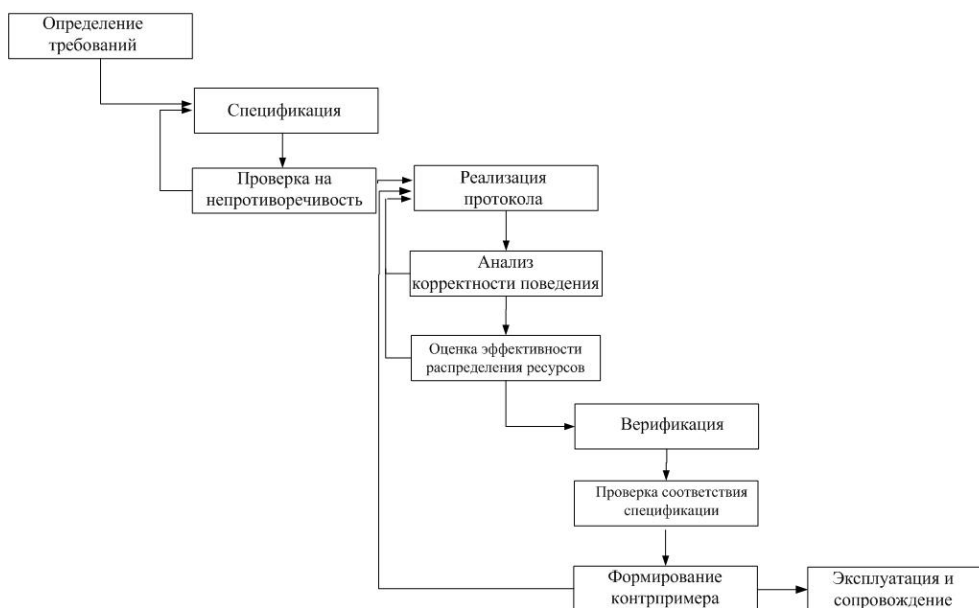 Определение
требований
Спецификация
Проверка на
непротиворечивость
Реализация
протокола
Анализ
корректности поведения
Оценка эффективности
распределения ресурсов
Верификация
Проверка соответствия
спецификации
Формирование
контрпримера
Эксплуатация и
сопровождение